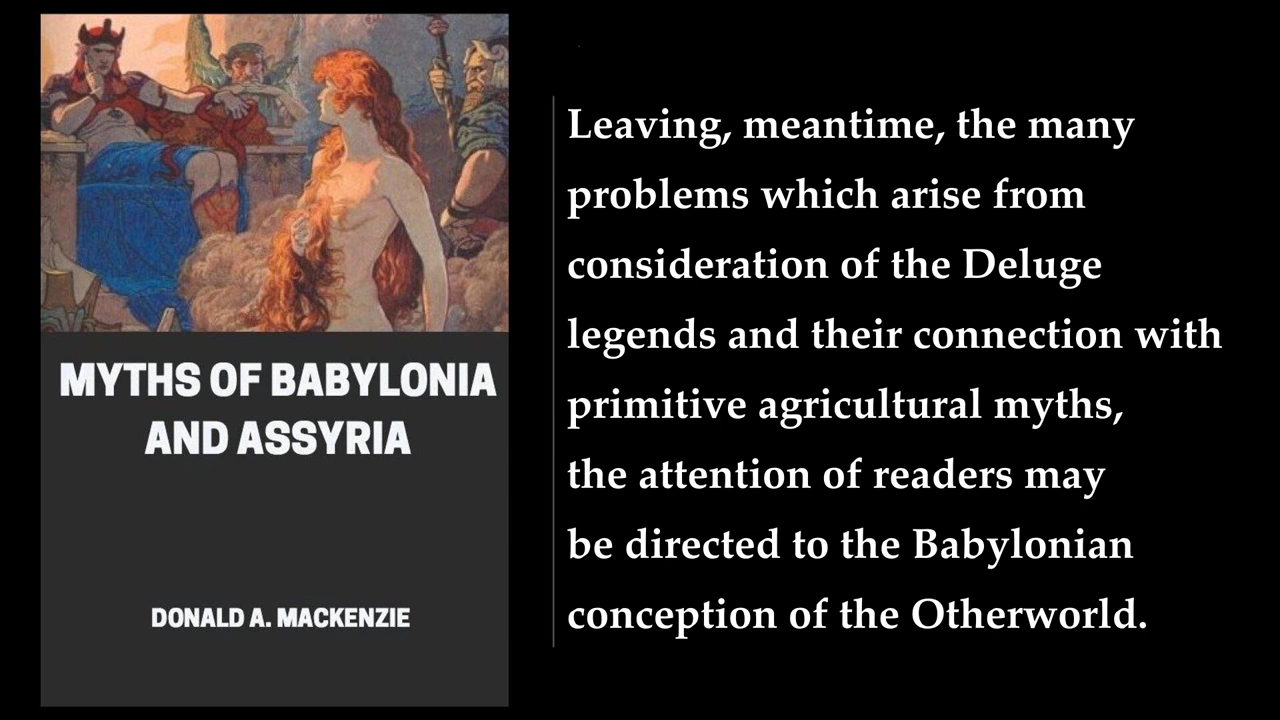 MYTHS OF BABYLONIA
AND ASSYRIA
DONALD A. MACKENZIE
Leaving, meantime, the many
problems which arise from
consideration of the Deluge
legends and their connection with
primitive agricultural myths,
the attention of readers may
be directed to the Babylonian
conception of the Otherworld.